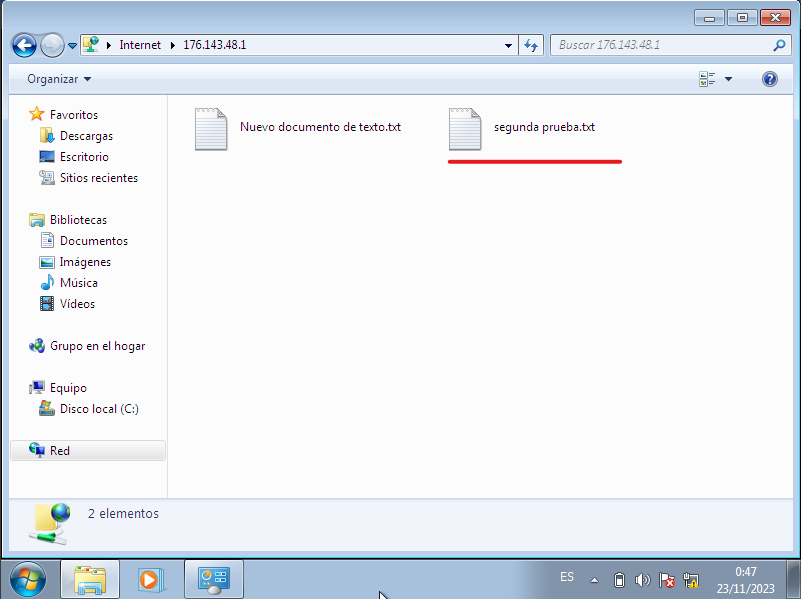 Internet 176.143.48.1
Buscar 176.143.48.1
Organizar
Favoritos
Descargas
Escritorio
Sitios recientes
Bibliotecas
Documentos
Imágenes
Música
Vídeos
Grupo en el hogar
Equipo
Disco local (C:)
Red
Nuevo documento de texto.txt
segunda prueba.txt
2 elementos
ES
0:47
23/11/2023